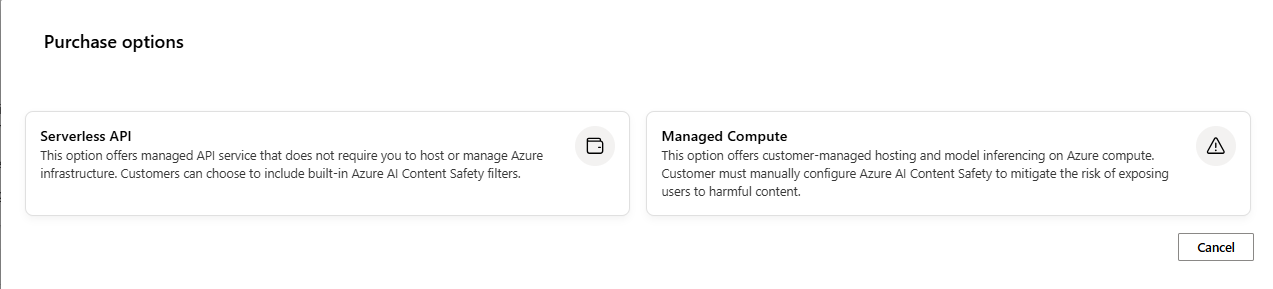 Purchase options
Serverless API
This option offers managed API service that does not require you to host or manage Azure
infrastructure. Customers can choose to include built-in Azure AI Content Safety filters.
Managed Compute
This option offers customer-managed hosting and model inferencing on Azure compute.
Customer must manually configure Azure AI Content Safety to mitigate the risk of exposing
users to harmful content.
Cancel